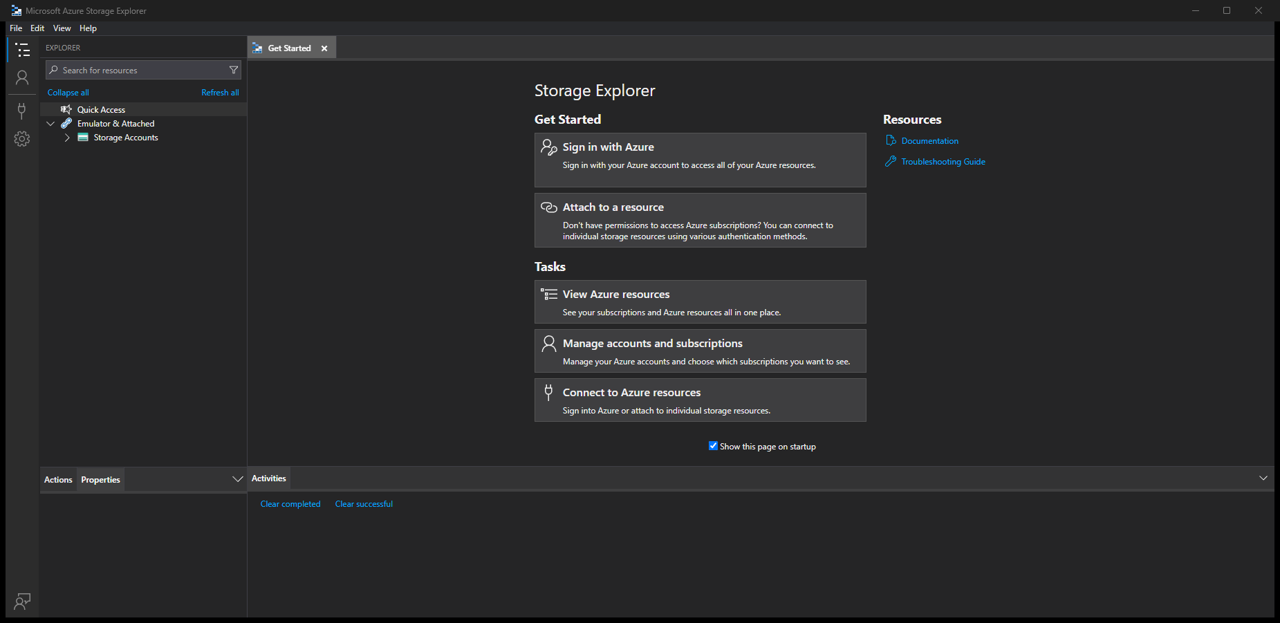 Microsoft Azure Storage Explorer
File Edit View Help
EXPLORER
Search for resources
Collapse all Refresh all
Quick Access
Emulator & Attached
Storage Accounts
Get Started
Storage Explorer
Get Started
Sign in with Azure
Sign in with your Azure account to access all of your Azure resources.
Attach to a resource
Don't have permissions to access Azure subscriptions? You can connect to
individual storage resources using various authentication methods.
Tasks
View Azure resources
See your subscriptions and Azure resources all in one place.
Manage accounts and subscriptions
Manage your Azure accounts and choose which subscriptions you want to see.
Connect to Azure resources
Sign into Azure or attach to individual storage resources.
Show this page on startup
Resources
Documentation
Troubleshooting Guide
Actions Properties
Activities
Clear completed Clear successful